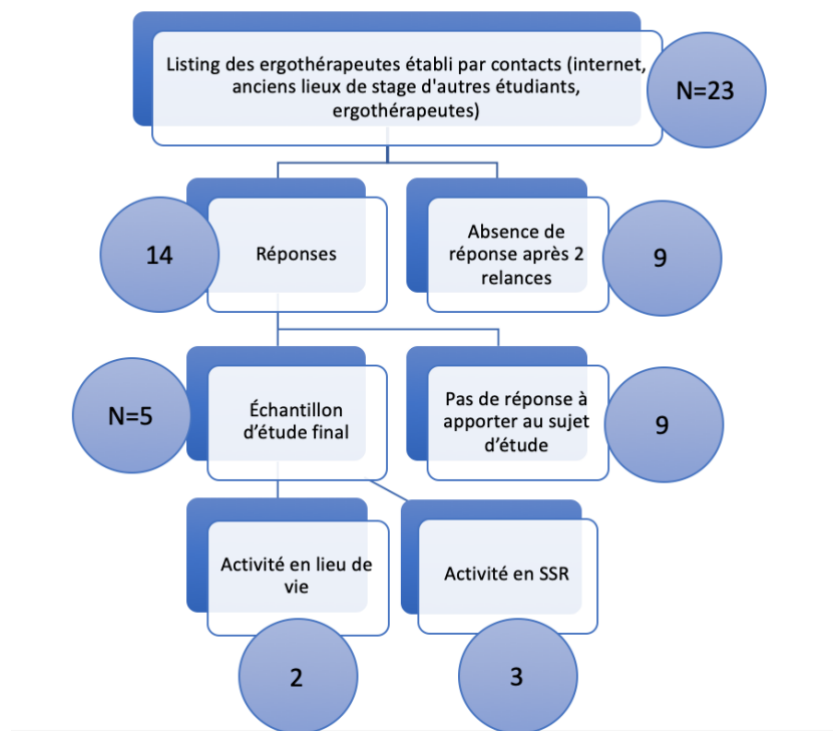 Listing des ergothérapeutes établi par contacts (internet,
anciens lieux de stage d'autres étudiants,
ergothérapeutes)
N=23
14
Réponses
Absence de
réponse après 2
relances
9
N=5
Échantillon
d’étude final
Pas de réponse à
apporter au sujet
d’étude
9
Activité en lieu de
vie
Activité en SSR
2
3